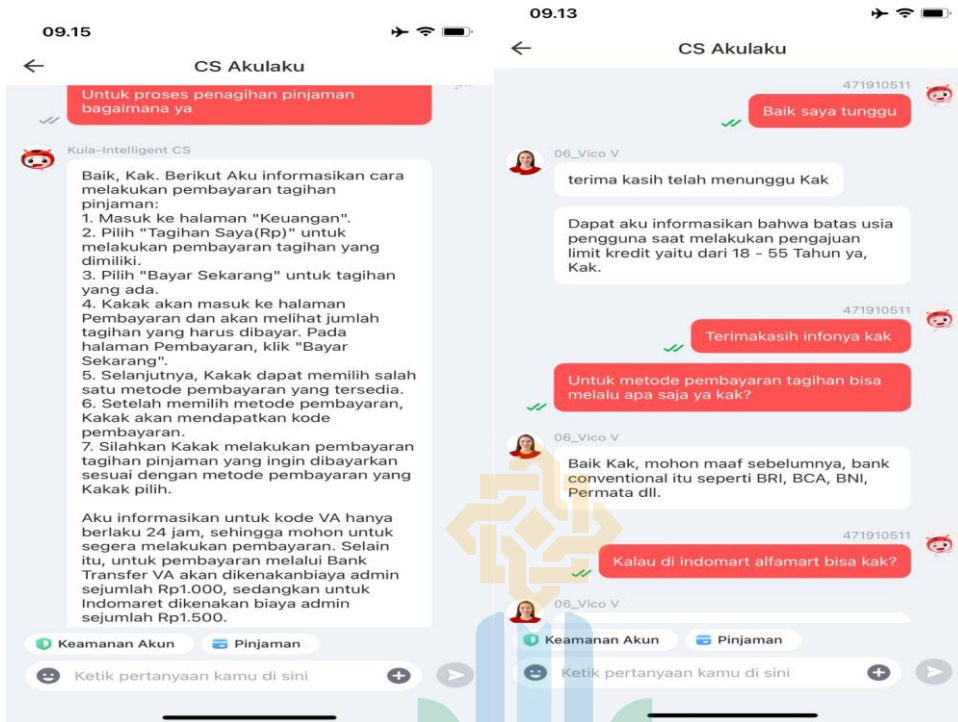 09.15
CS Akulaku
Untuk proses penagihan pinjaman
bagaimana ya
Kula-Intelligent CS
Baik, Kak. Berikut Aku informasikan cara
melakukan pembayaran tagihan
pinjaman:
1. Masuk ke halaman "Keuangan".
2. Pilih "Tagihan Saya(Rp)" untuk
melakukan pembayaran tagihan yang
dimiliki.
3. Pilih "Bayar Sekarang" untuk tagihan
yang ada.
4. Kakak akan masuk ke halaman
Pembayaran dan akan melihat jumlah
tagihan yang harus dibayar. Pada
halaman Pembayaran, klik "Bayar
Sekarang".
5. Selanjutnya, Kakak dapat memilih salah
satu metode pembayaran yang tersedia.
6. Setelah memilih metode pembayaran,
Kakak akan mendapatkan kode
pembayaran.
7. Silahkan Kakak melakukan pembayaran
tagihan pinjaman yang ingin dibayarkan
sesuai dengan metode pembayaran yang
Kakak pilih.
Aku informasikan untuk kode VA hanya
berlaku 24 jam, sehingga mohon untuk
segera melakukan pembayaran. Selain
itu, untuk pembayaran melalui Bank
Transfer VA akan dikenakanbiaya admin
sejumlah Rp1.000, sedangkan untuk
Indomaret dikenakan biaya admin
sejumlah Rp1.500.
Keamanan Akun
Pinjaman
Ketik pertanyaan kamu di sini
09.13
CS Akulaku
471910511
Baik saya tunggu
06_Vico V
terima kasih telah menunggu Kak
Dapat aku informasikan bahwa batas usia
pengguna saat melakukan pengajuan
limit kredit yaitu dari 18 - 55 Tahun ya,
Kak.
471910511
Terimakasih infonya kak
Untuk metode pembayaran tagihan bisa
melalu apa saja ya kak?
06_Vico V
Baik Kak, mohon maaf sebelumnya, bank
conventional itu seperti BRI, BCA, BNI,
Permata dll.
471910511
Kalau di indomart alfamart bisa kak?
06_Vico V
Keamanan Akun
Pinjaman
Ketik pertanyaan kamu di sini